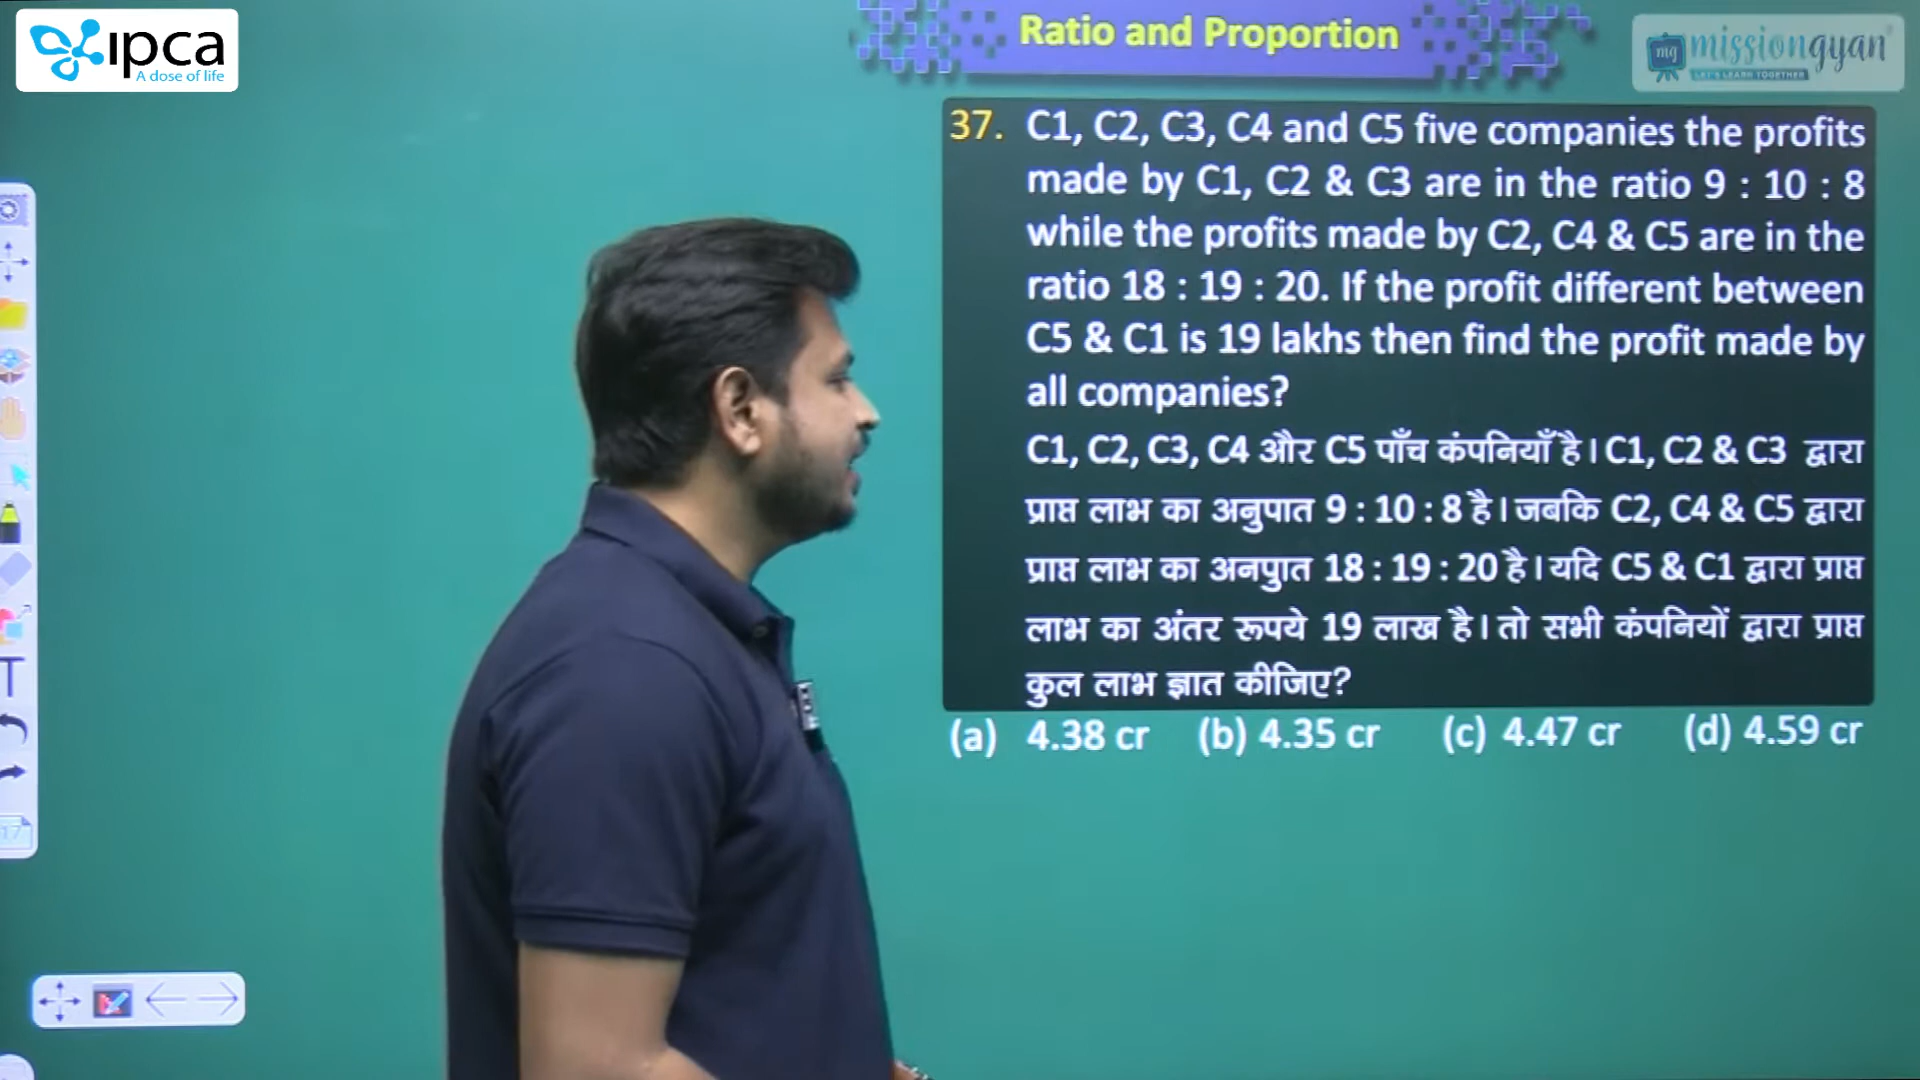 ipca
A dose of life
Ratio and Proportion
mg missiongyan
LET'S LEARN TOGETHER
37. C1, C2, C3, C4 and C5 five companies the profits
made by C1, C2 & C3 are in the ratio 9 : 10 : 8
while the profits made by C2, C4 & C5 are in the
ratio 18 : 19 : 20. If the profit different between
C5 & C1 is 19 lakhs then find the profit made by
all companies?
C1, C2, C3, C4 और C5 पाँच कंपनियाँ है। C1, C2 & C3 द्वारा
प्राप्त लाभ का अनुपात 9 : 10 : 8 है। जबकि C2, C4 & C5 द्वारा
प्राप्त लाभ का अनपुात 18 : 19 : 20 है। यदि C5 & C1 द्वारा प्राप्त
लाभ का अंतर रूपये 19 लाख है। तो सभी कंपनियों द्वारा प्राप्त
कुल लाभ ज्ञात कीजिए?
(a) 4.38 cr (b) 4.35 cr (c) 4.47 cr (d) 4.59 cr
T
17